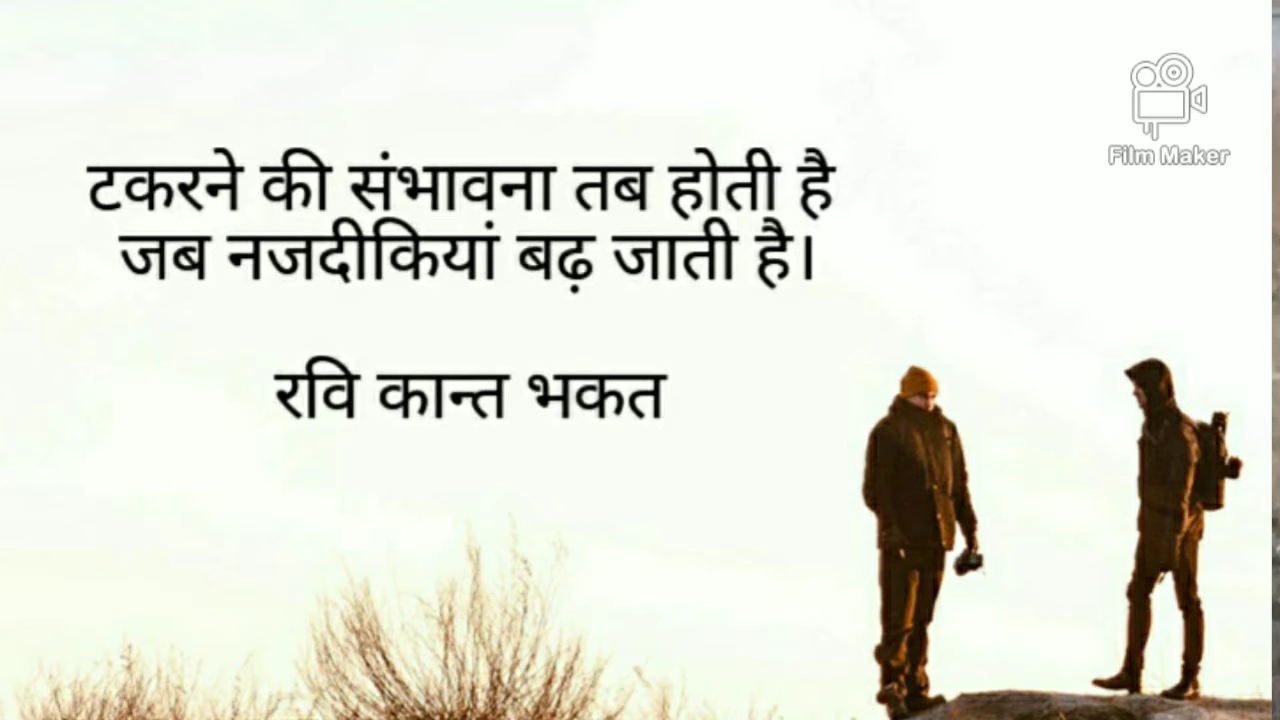 टकरने की संभावना तब होती है
जब नजदीकियां बढ़ जाती है।
रवि कान्त भकत
Film Maker